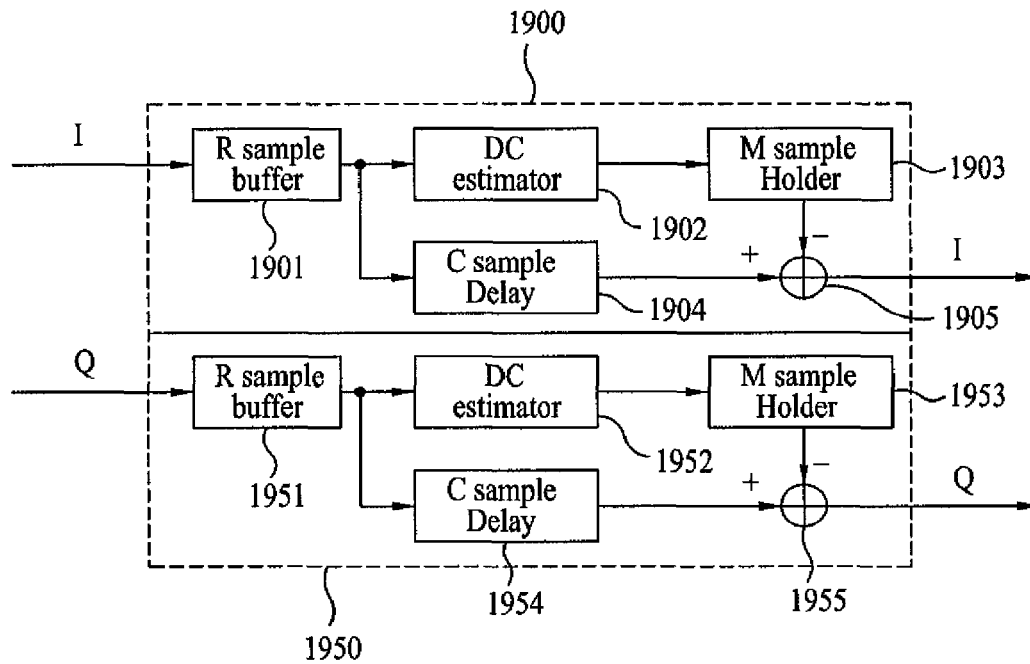 1900
I
R sample
buffer
DC
estimator
M sample
Holder
1901
1902
1903
C sample
Delay
+
−
I
1904
1905
Q
R sample
buffer
DC
estimator
M sample
Holder
1951
1952
1953
C sample
Delay
+
−
Q
1954
1955
1950